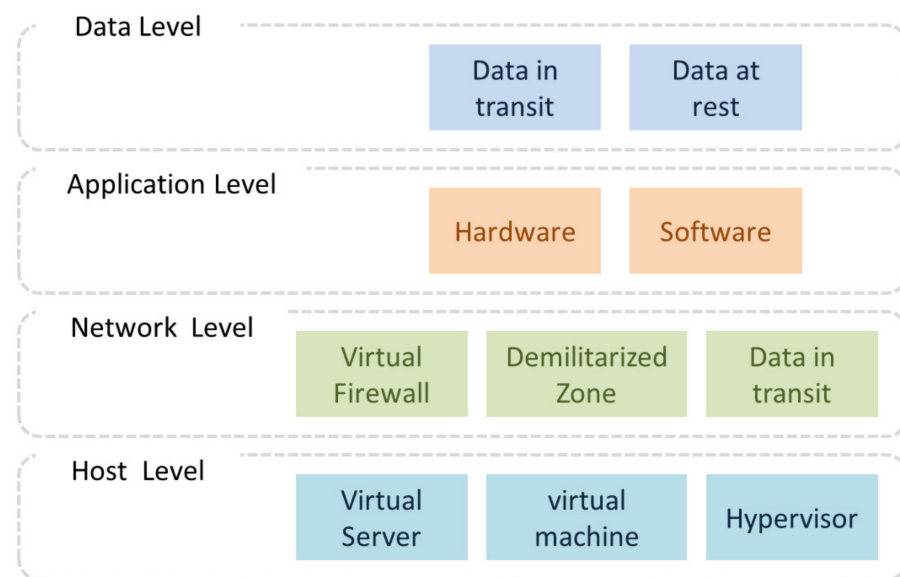 Data Level
Data in
transit
Data at
rest
Application Level
Hardware
Software
Network Level
Virtual
Firewall
Demilitarized
Zone
Data in
transit
Host Level
Virtual
Server
virtual
machine
Hypervisor